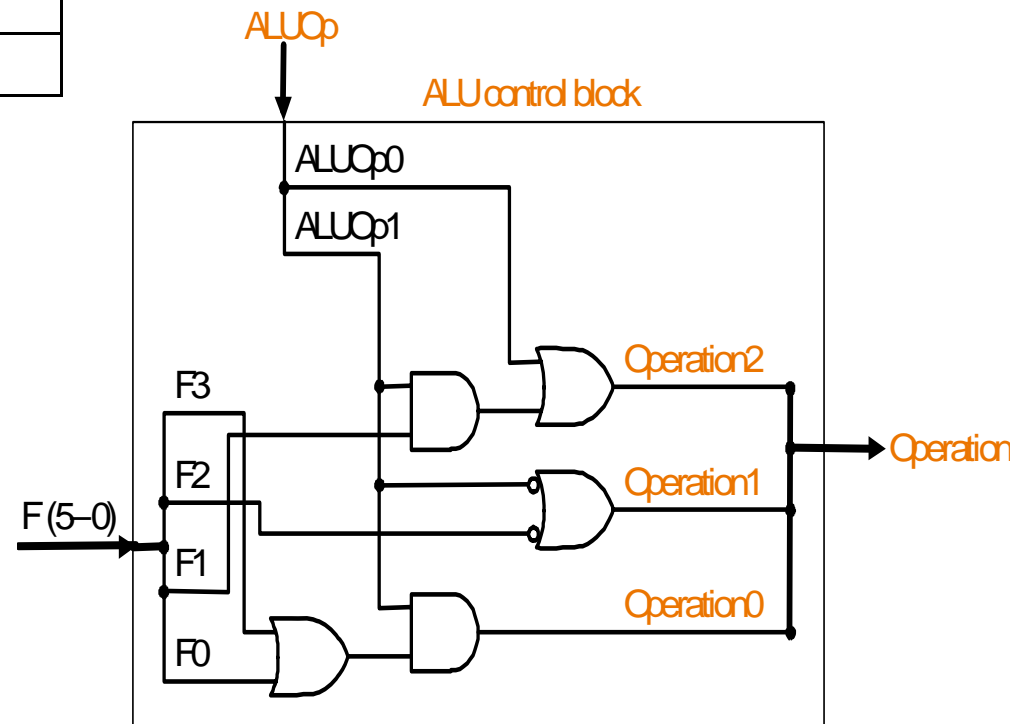 ALUOp
ALU control block
ALUOp0
ALUOp1
Operation2
F3
Operation
F2
Operation1
F (5–0)
F1
Operation0
F0